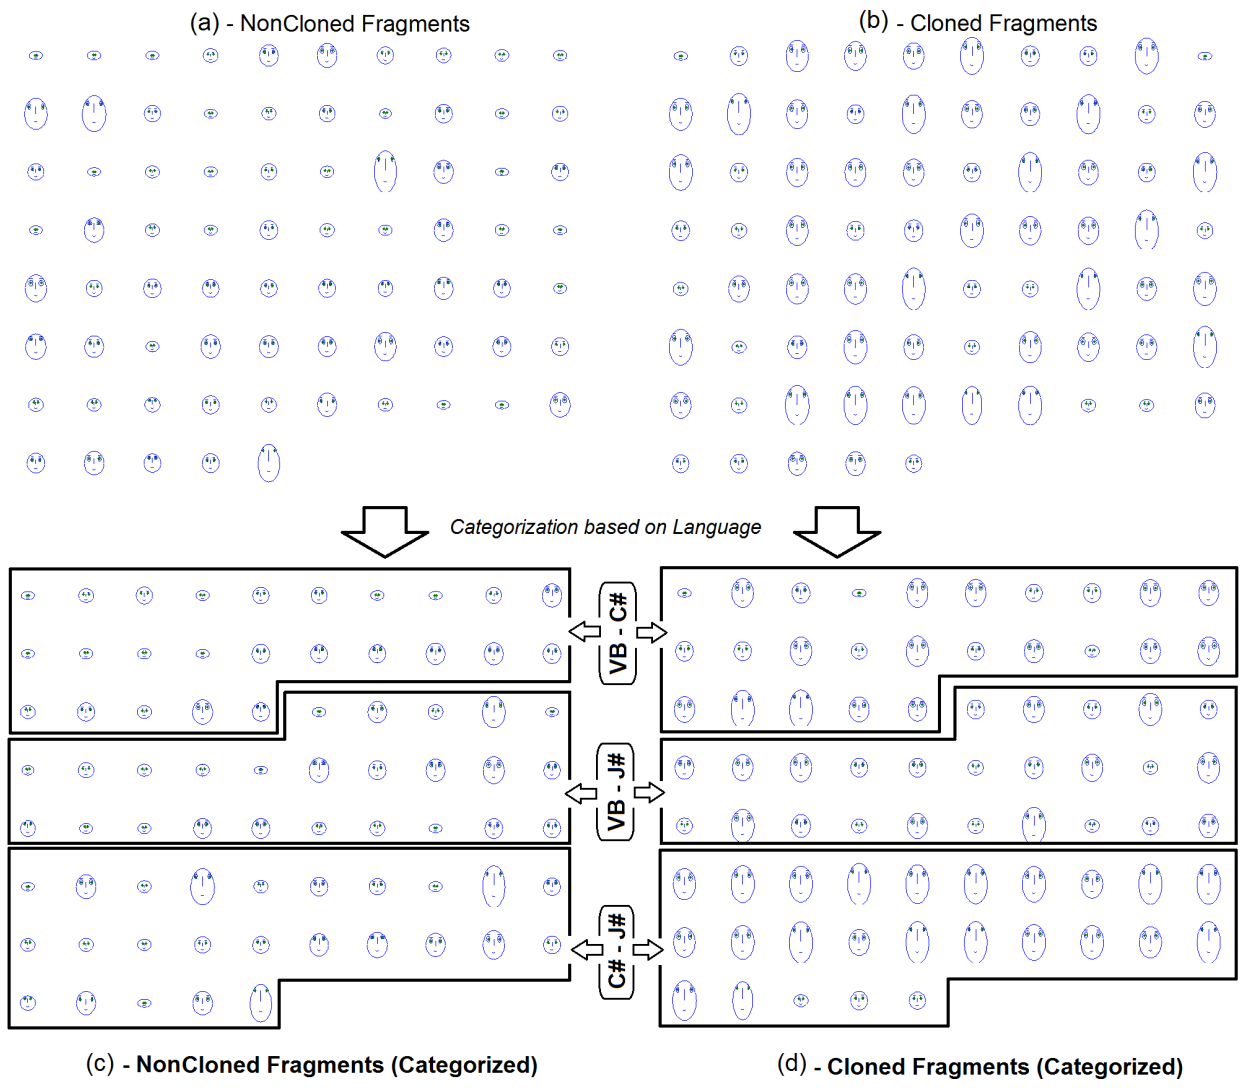 (a) - NonCloned Fragments
(b) - Cloned Fragments
Categorization based on Language
VB - C#
VB - J#
C# - J#
(c) - NonCloned Fragments (Categorized)
(d) - Cloned Fragments (Categorized)